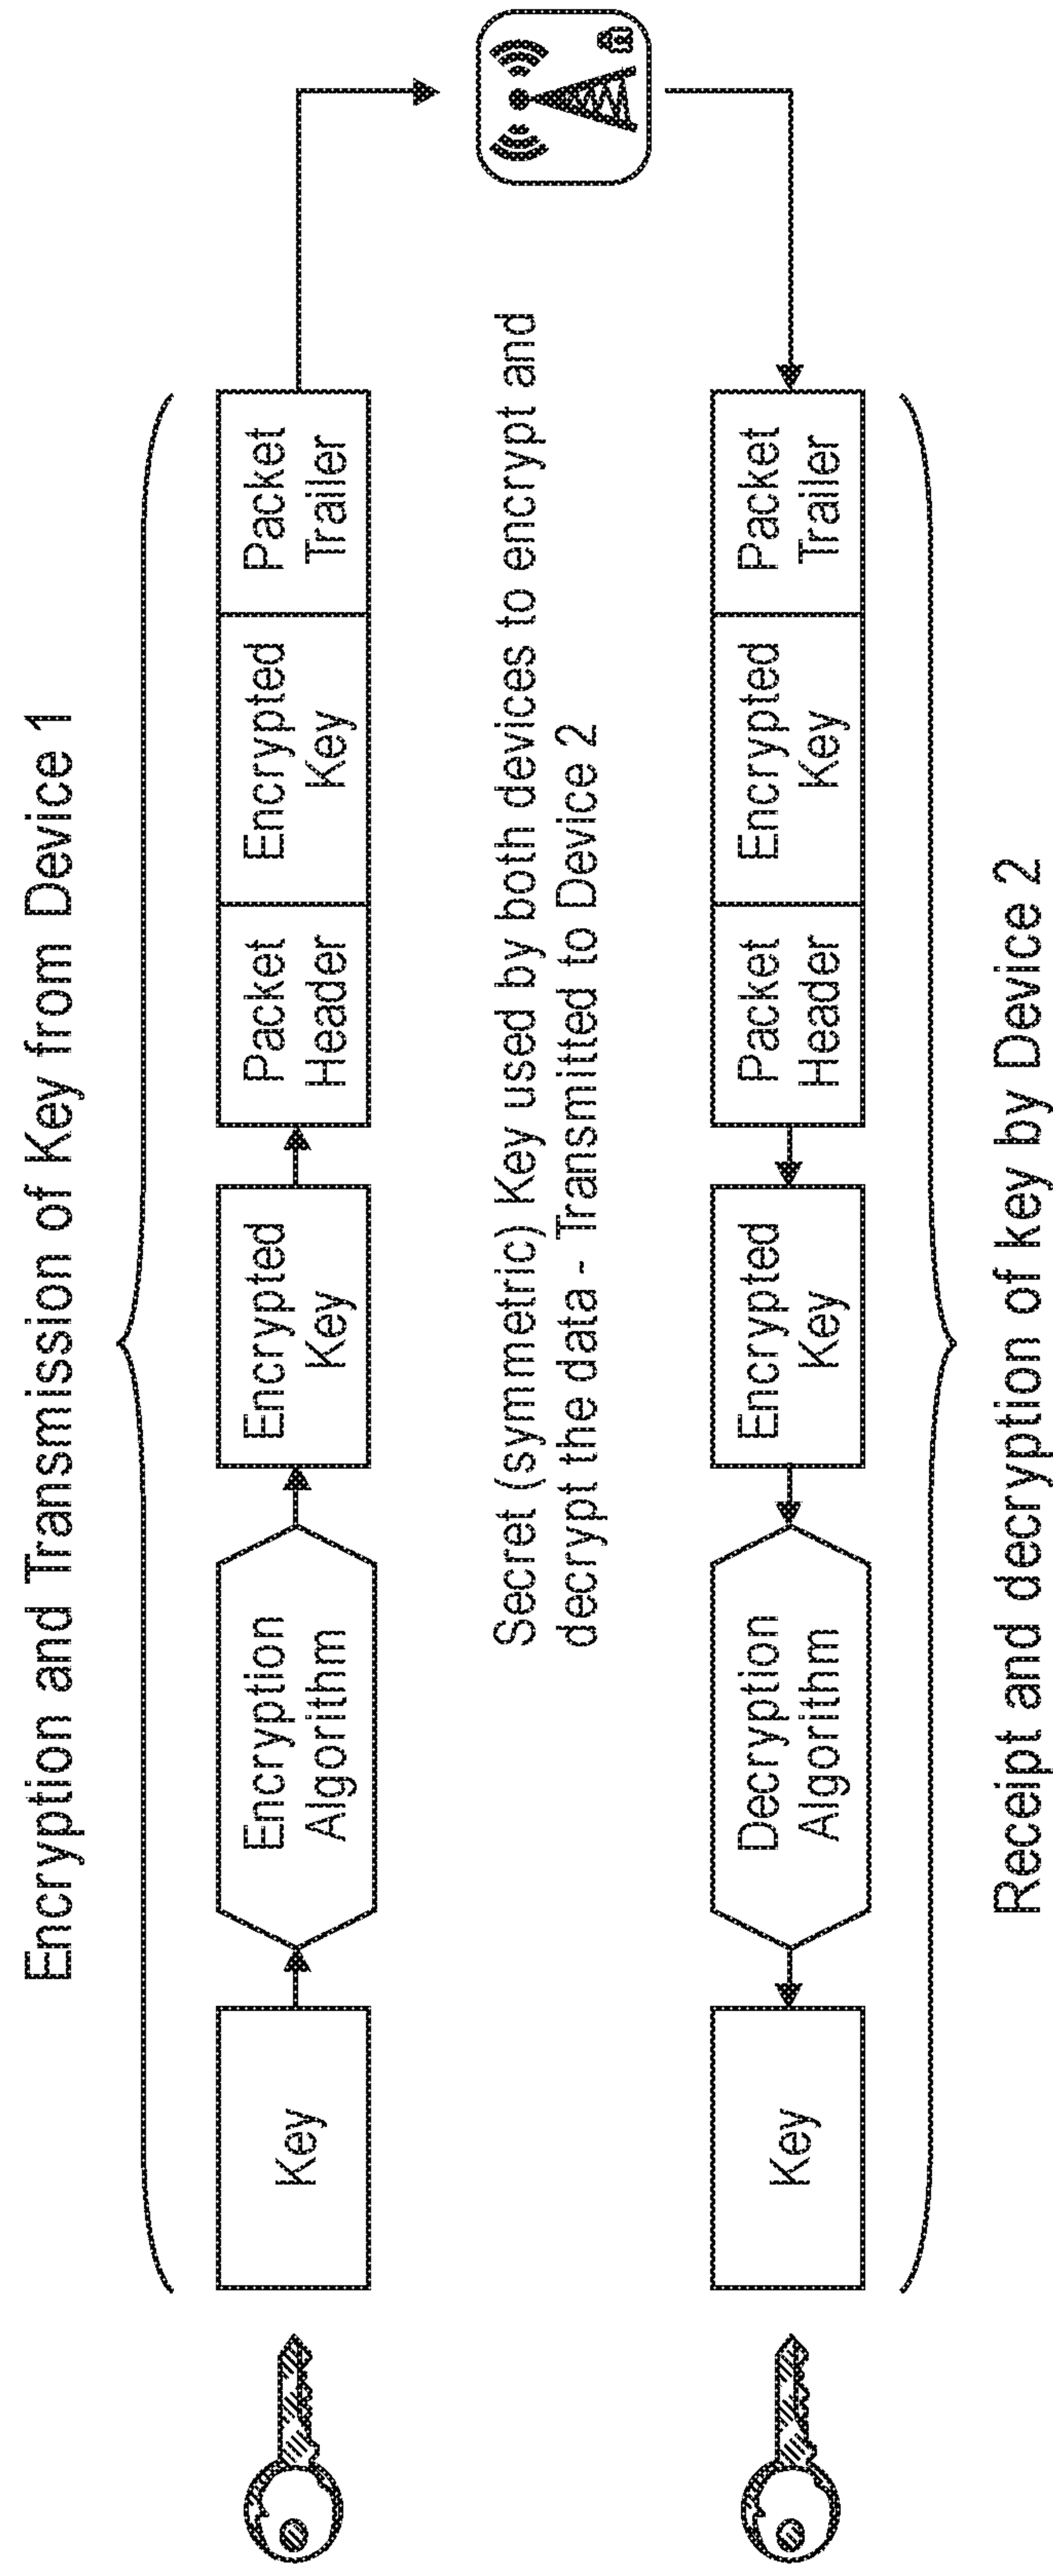 Encryption and Transmission of Key from Device 1
Key
Encryption
Algorithm
Encrypted
Key
Packet
Header
Encrypted
Key
Packet
Trailer
Secret (symmetric) Key used by both devices to encrypt and
decrypt the data - Transmitted to Device 2
Key
Decryption
Algorithm
Encrypted
Key
Packet
Header
Encrypted
Key
Packet
Trailer
Receipt and decryption of key by Device 2